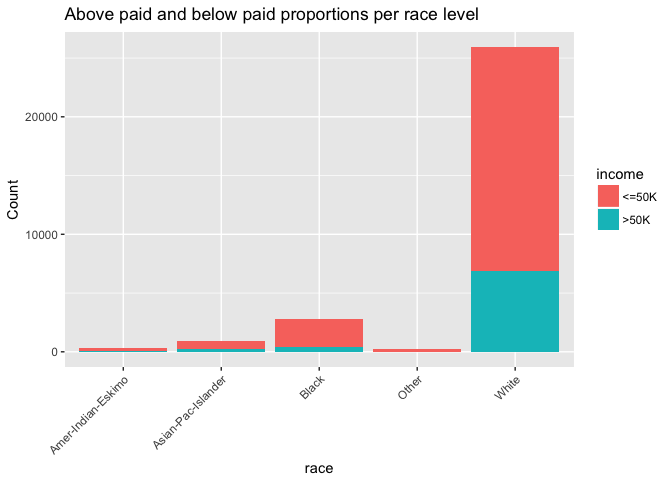 Above paid and below paid proportions per race level
Count
20000
10000
0
Amer-Indian-Eskimo
Asian-Pac-Islander
Black
Other
White
race
income
<=50K
>50K